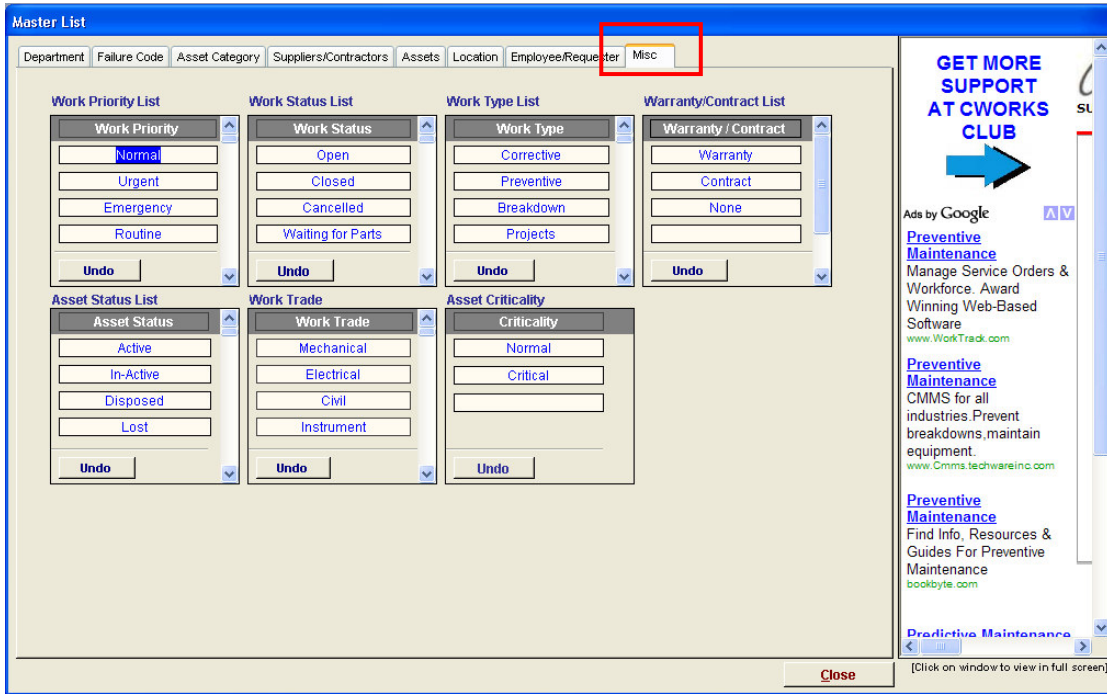 Master List
Department Failure Code Asset Category Suppliers/Contractors Assets Location Employee/Requester Misc
Work Priority List
Work Priority
Normal
Urgent
Emergency
Routine
Undo
Work Status List
Work Status
Open
Closed
Cancelled
Waiting for Parts
Undo
Work Type List
Work Type
Corrective
Preventive
Breakdown
Projects
Undo
Warranty/Contract List
Warranty / Contract
Warranty
Contract
None
Undo
Asset Status List
Asset Status
Active
In-Active
Disposed
Lost
Undo
Work Trade
Work Trade
Mechanical
Electrical
Civil
Instrument
Undo
Asset Criticality
Criticality
Normal
Critical
Undo
Close
GET MORE
SUPPORT
AT CWORKS
CLUB
Ads by Google
Preventive
Maintenance
Manage Service Orders &
Workforce. Award
Winning Web-Based
Software
www.WorkTrack.com
Preventive
Maintenance
CMMS for all
industries.Prevent
breakdowns,maintain
equipment.
www.Cmms.techwareinc.com
Preventive
Maintenance
Find Info, Resources &
Guides For Preventive
Maintenance
bookbyte.com
Predictive Maintenance
[Click on window to view in full screen]